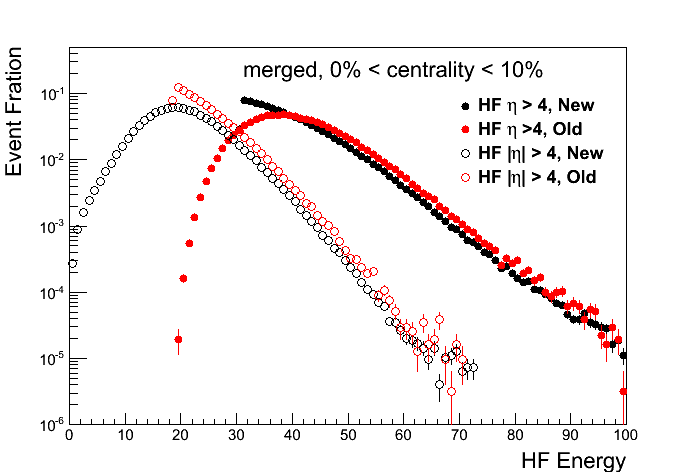 merged, 0% < centrality < 10%
HF η > 4, New
HF η >4, Old
HF |η| > 4, New
HF |η| > 4, Old
Event Fration
10⁻¹
10⁻²
10⁻³
10⁻⁴
10⁻⁵
10⁻⁶
0 10 20 30 40 50 60 70 80 90 100
HF Energy